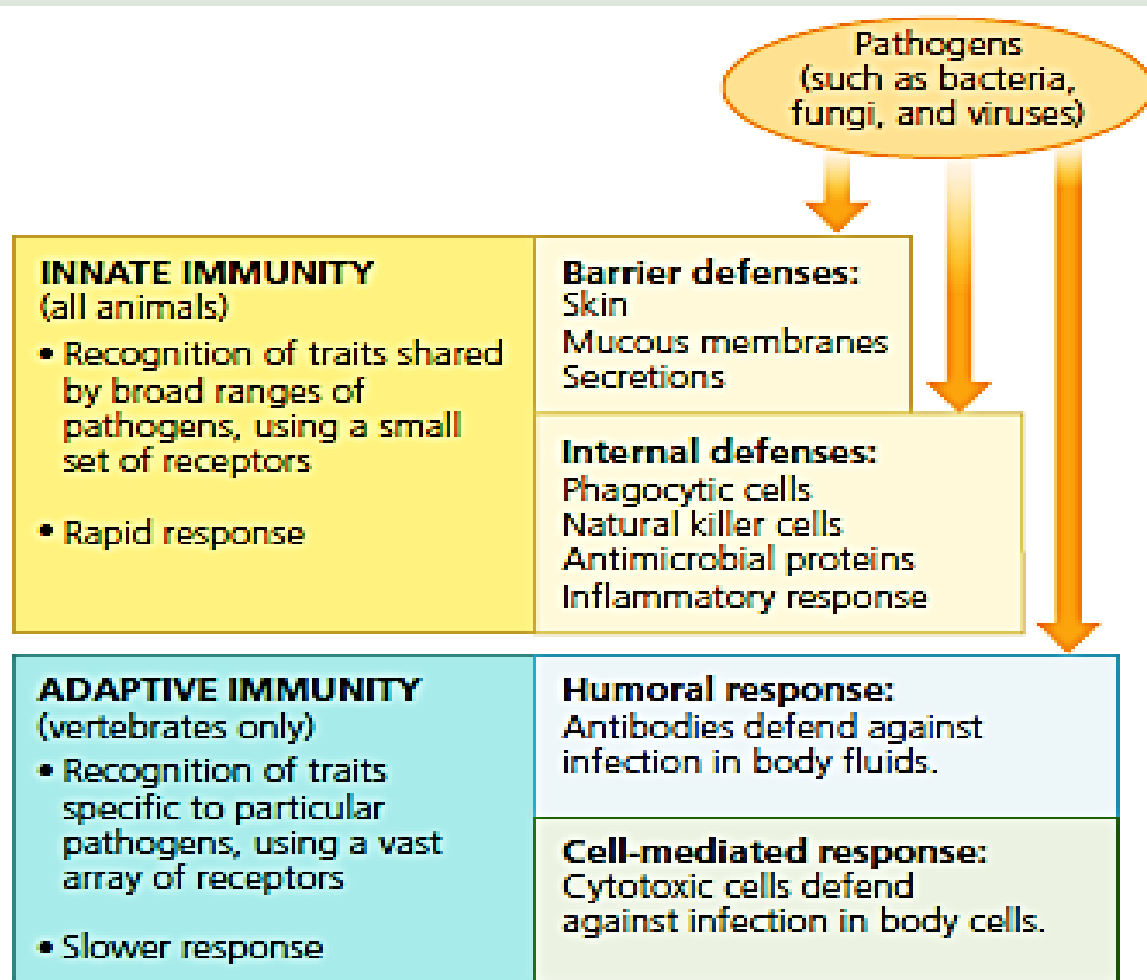 Pathogens
(such as bacteria,
fungi, and viruses)
INNATE IMMUNITY
(all animals)
• Recognition of traits shared
by broad ranges of
pathogens, using a small
set of receptors
• Rapid response
Barrier defenses:
Skin
Mucous membranes
Secretions
Internal defenses:
Phagocytic cells
Natural killer cells
Antimicrobial proteins
Inflammatory response
ADAPTIVE IMMUNITY
(vertebrates only)
• Recognition of traits
specific to particular
pathogens, using a vast
array of receptors
• Slower response
Humoral response:
Antibodies defend against
infection in body fluids.
Cell-mediated response:
Cytotoxic cells defend
against infection in body cells.